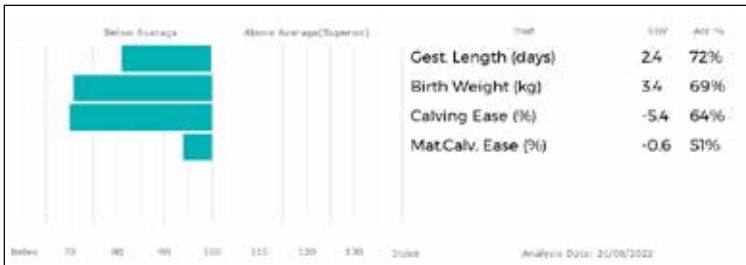 Below Average Above Average(Superior) Trait EBV Acc %
Gest. Length (days) 2.4 72%
Birth Weight (kg) 3.4 69%
Calving Ease (%) -5.4 64%
Mat.Calv. Ease (%) -0.6 51%
Index 70 80 90 100 110 120 130 Index Analysis Date: 21/09/2022